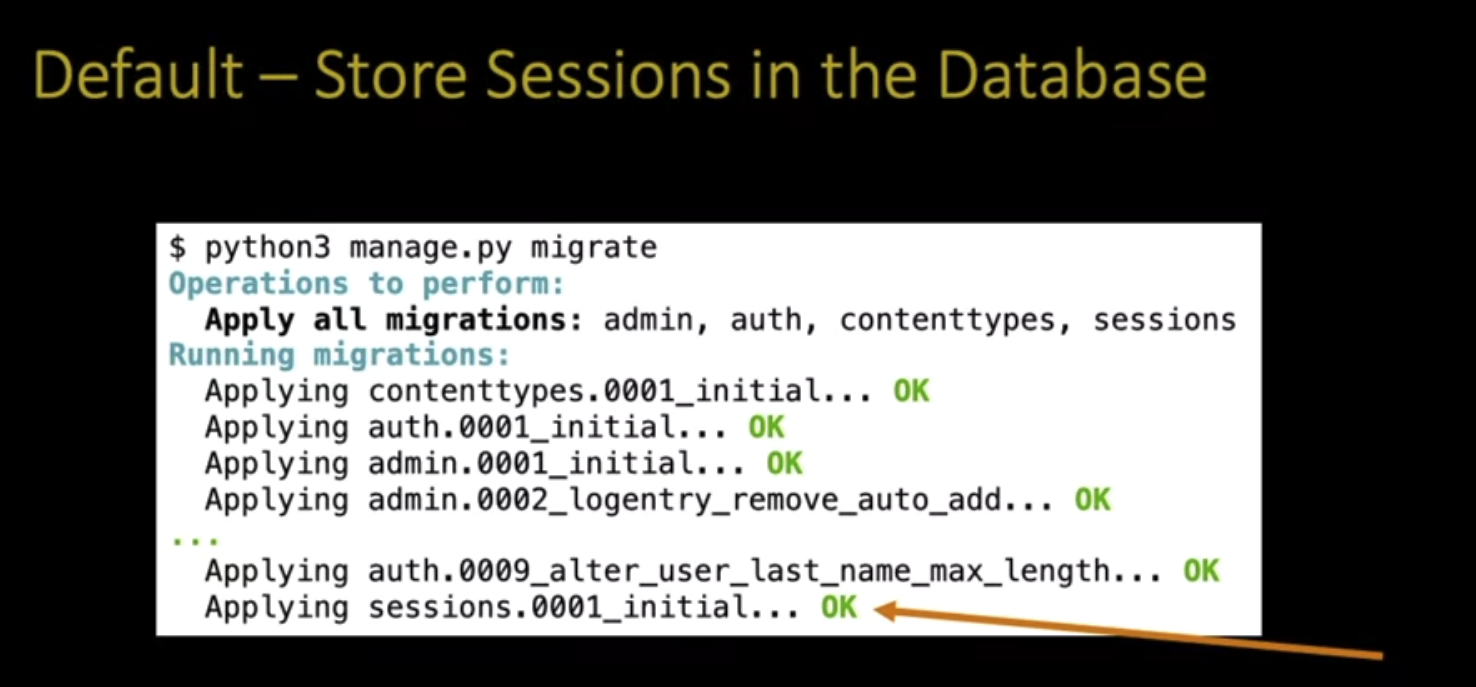 Default – Store Sessions in the Database
$ python3 manage.py migrate
Operations to perform:
  Apply all migrations: admin, auth, contenttypes, sessions
Running migrations:
  Applying contenttypes.0001_initial... OK
  Applying auth.0001_initial... OK
  Applying admin.0001_initial... OK
  Applying admin.0002_logentry_remove_auto_add... OK
...
  Applying auth.0009_alter_user_last_name_max_length... OK
  Applying sessions.0001_initial... OK